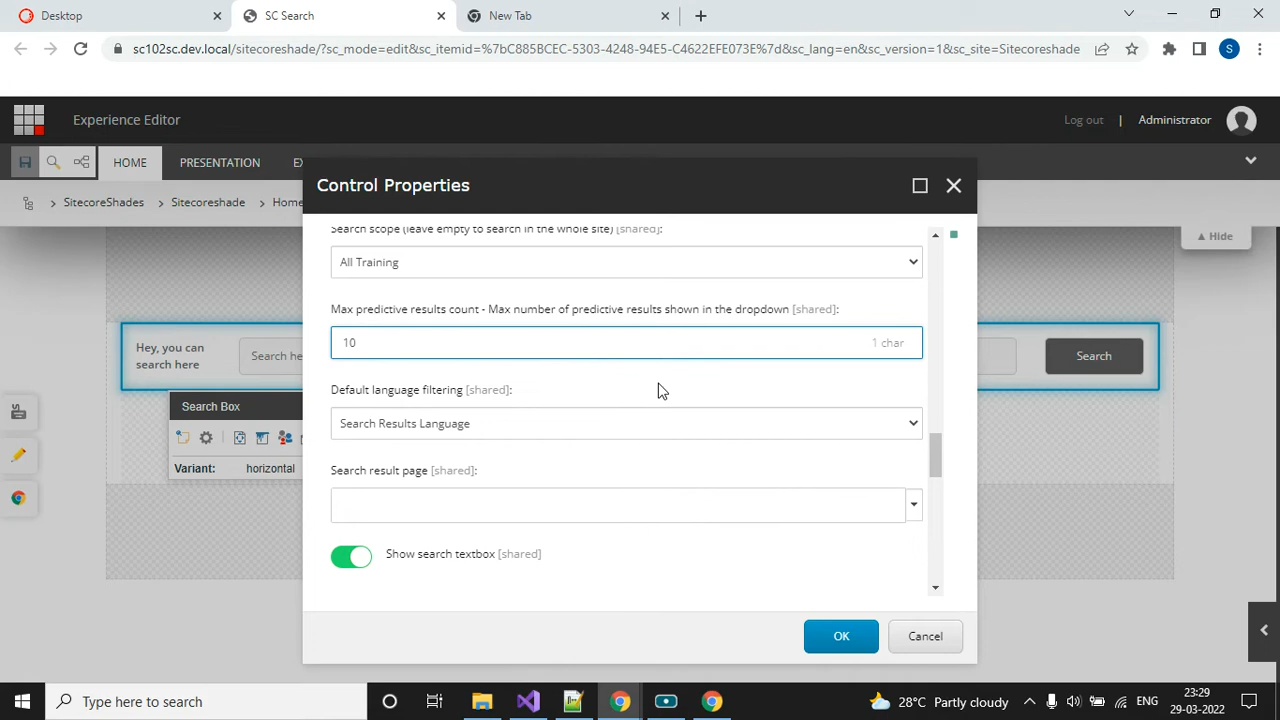 Desktop
SC Search
New Tab
sc102sc.dev.local/sitecoreshade/?sc_mode=edit&sc_itemid=%7bC885BCEC-5303-4248-94E5-C4622EFE073E%7d&sc_lang=en&sc_version=1&sc_site=Sitecoreshade
S
Experience Editor
Log out | Administrator
HOME
PRESENTATION
EX
Control Properties
SitecoreShades
Sitecoreshade
Home
Hide
Search scope (leave empty to search in the whole site) [shared]:
All Training
Max predictive results count - Max number of predictive results shown in the dropdown [shared]:
10
1 char
Hey, you can
search here
Search he
Search
Default language filtering [shared]:
Search Results Language
Search Box
Variant: horizontal
Search result page [shared]:
Show search textbox [shared]
OK
Cancel
Type here to search
28°C Partly cloudy
ENG
23:29
29-03-2022